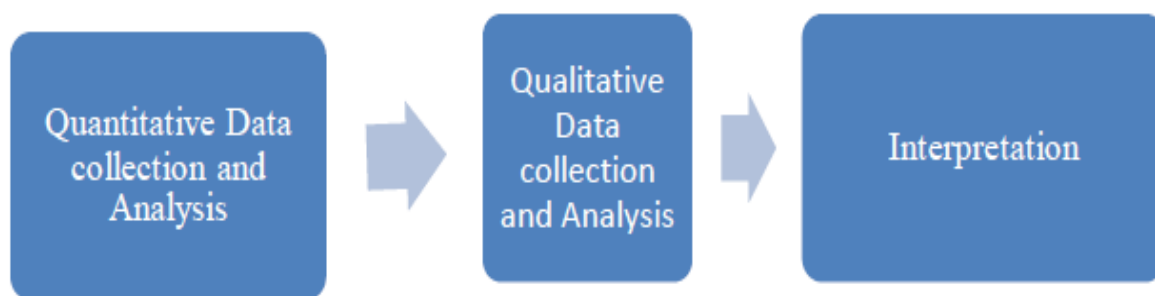 Quantitative Data
collection and
Analysis
Qualitative
Data
collection
and Analysis
Interpretation